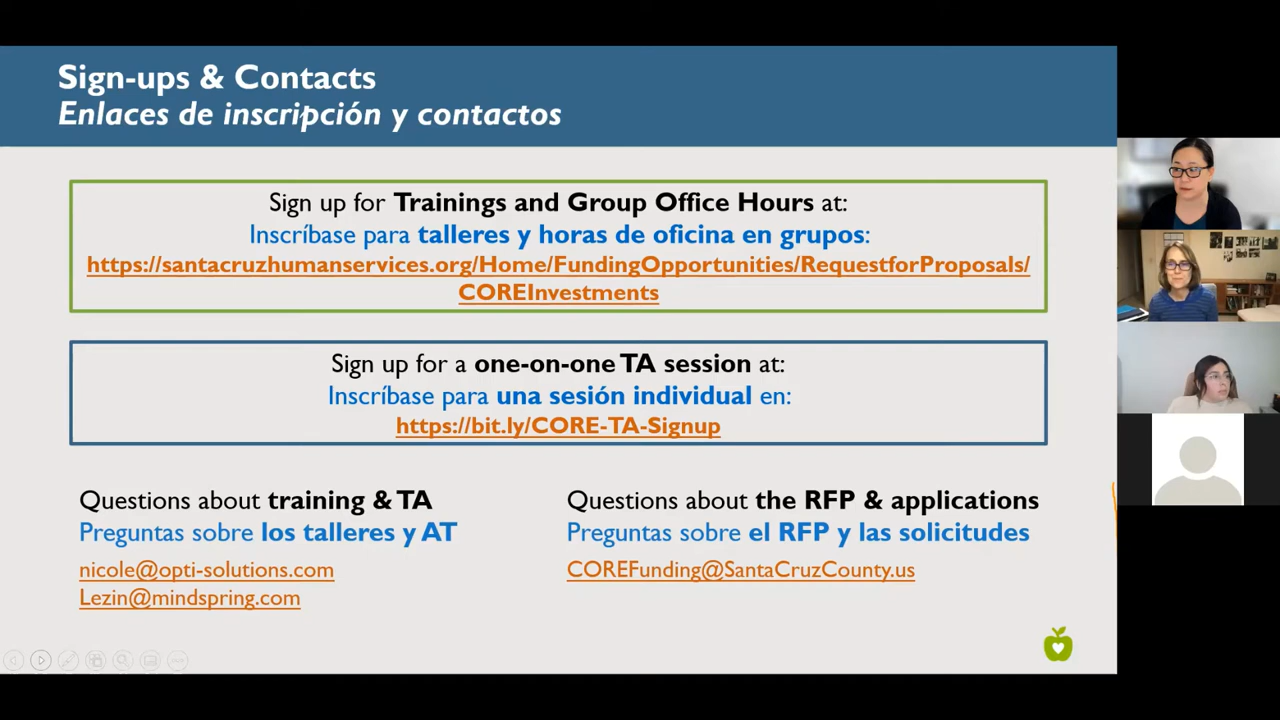 Sign-ups & Contacts
Enlaces de inscripción y contactos
Sign up for Trainings and Group Office Hours at:
Inscríbase para talleres y horas de oficina en grupos:
https://santacruzhumanservices.org/Home/FundingOpportunities/RequestforProposals/
COREInvestments
Sign up for a one-on-one TA session at:
Inscríbase para una sesión individual en:
https://bit.ly/CORE-TA-Signup
Questions about training & TA
Preguntas sobre los talleres y AT
nicole@opti-solutions.com
Lezin@mindspring.com
Questions about the RFP & applications
Preguntas sobre el RFP y las solicitudes
COREFunding@SantaCruzCounty.us